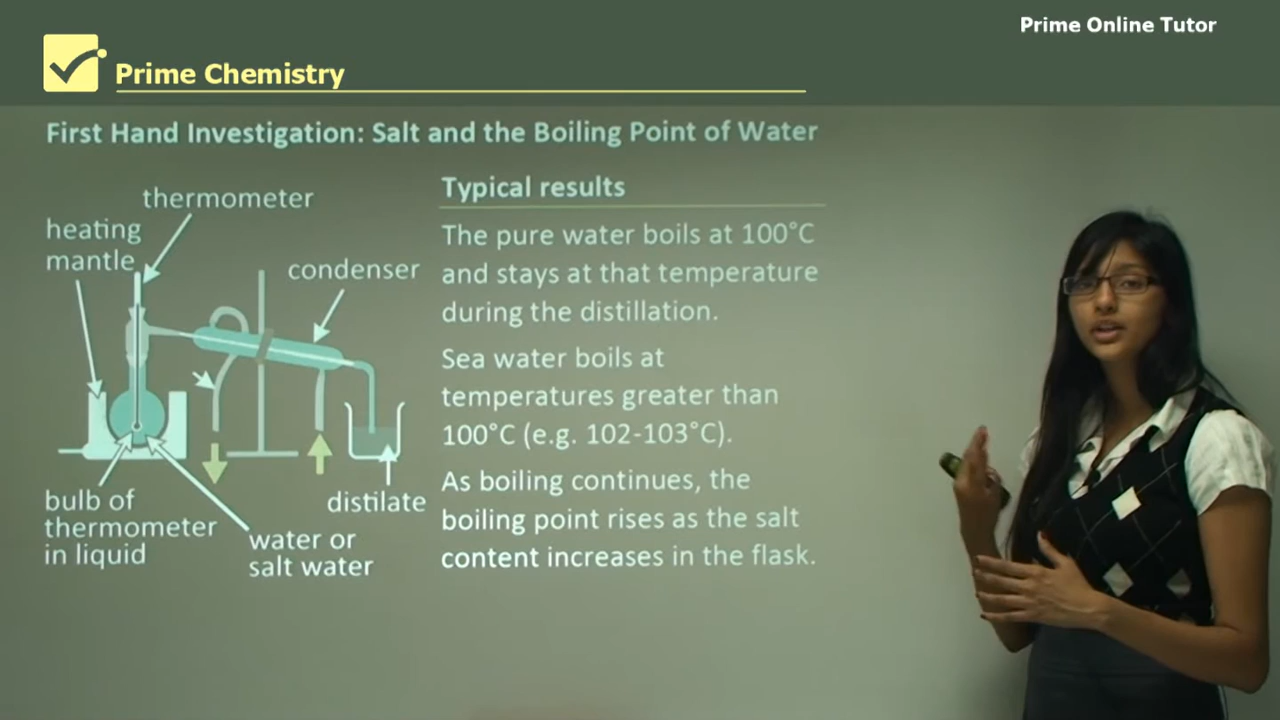 Prime Online Tutor
Prime Chemistry
First Hand Investigation: Salt and the Boiling Point of Water
thermometer
heating
mantle
condenser
bulb of
thermometer
in liquid
water or
salt water
distilate
Typical results
The pure water boils at 100°C
and stays at that temperature
during the distillation.
Sea water boils at
temperatures greater than
100°C (e.g. 102-103°C).
As boiling continues, the
boiling point rises as the salt
content increases in the flask.